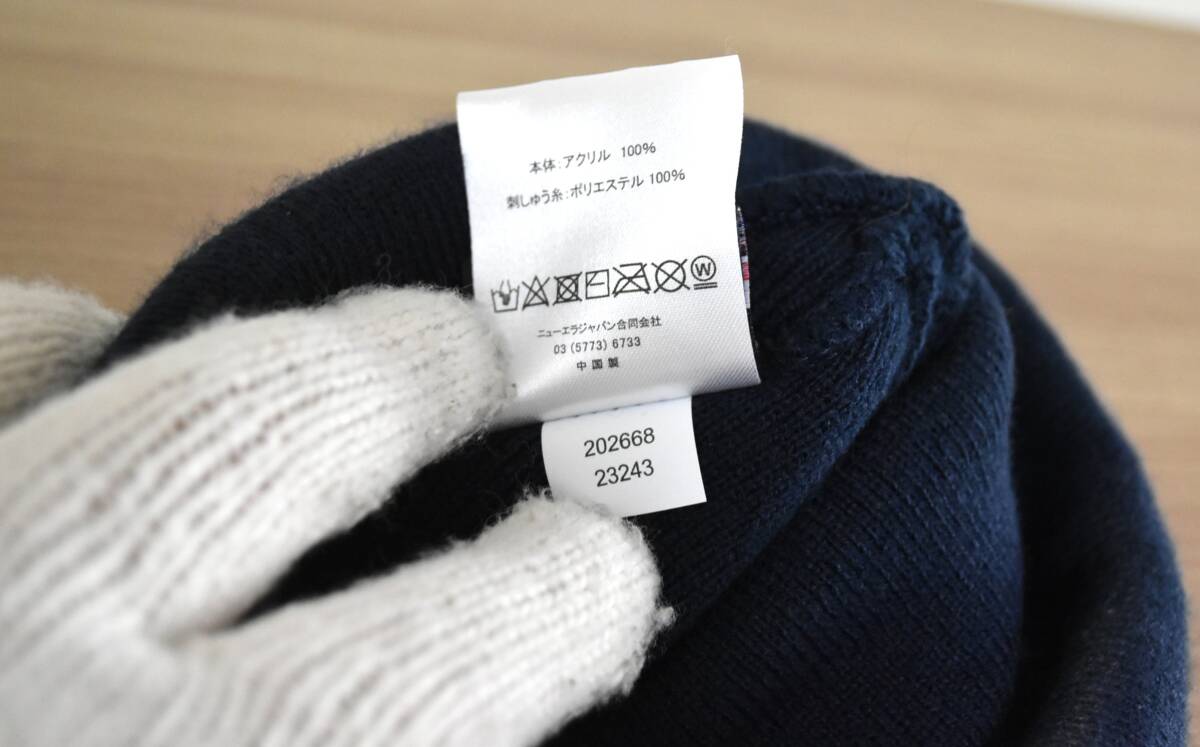 本体：アクリル 100%
刺しゅう糸：ポリエステル 100%
W
ニューエラジャパン合同会社
03 (5773) 6733
中国製
202668
23243